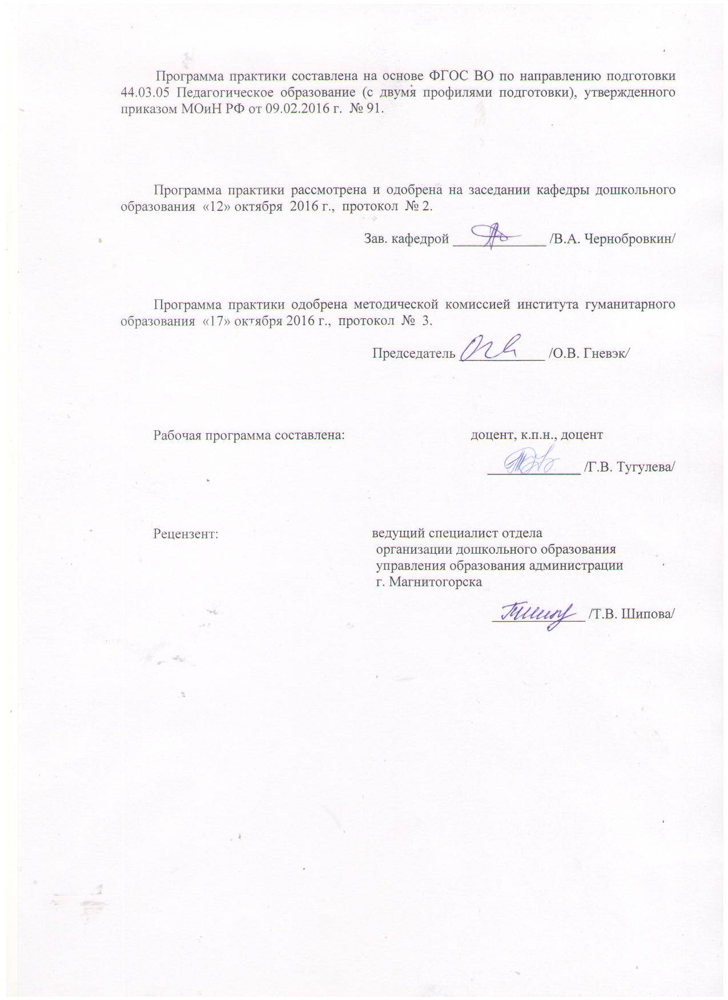 Программа практики составлена на основе ФГОС ВО по направлению подготовки
44.03.05 Педагогическое образование (с двумя профилями подготовки), утвержденного
приказом МОиН РФ от 09.02.2016 г. № 91.
Программа практики рассмотрена и одобрена на заседании кафедры дошкольного
образования «12» октября 2016 г., протокол № 2.
Зав. кафедрой _____________ /В.А. Чернобровкин/
Программа практики одобрена методической комиссией института гуманитарного
образования «17» октября 2016 г., протокол № 3.
Председатель ____________ /О.В. Гневэк/
Рабочая программа составлена: доцент, к.п.н., доцент
_____________ /Г.В. Тугулева/
Рецензент: ведущий специалист отдела
организации дошкольного образования
управления образования администрации
г. Магнитогорска
_____________ /Т.В. Шипова/